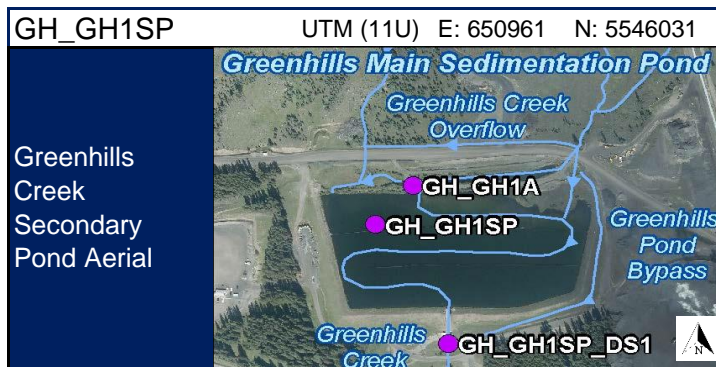 GH_GH1SP
UTM (11U) E: 650961 N: 5546031
Greenhills
Creek
Secondary
Pond Aerial
Greenhills Main Sedimentation Pond
Greenhills Creek
Overflow
GH_GH1A
GH_GH1SP
Greenhills
Pond
Bypass
Greenhills
Creek
GH_GH1SP_DS1
N